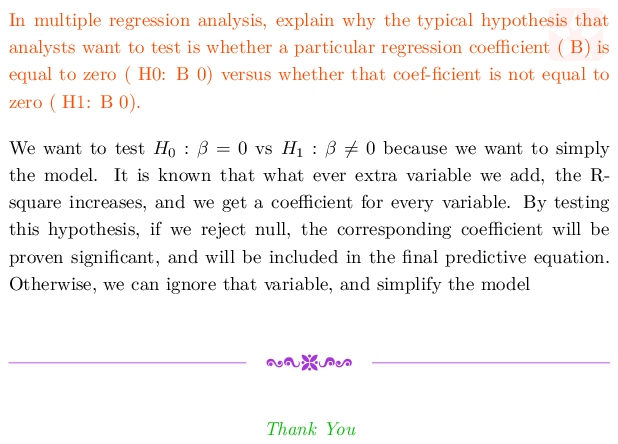 In multiple regression analysis, explain why the typical hypothesis that
analysts want to test is whether a particular regression coefficient ( B) is
equal to zero ( H0: B 0) versus whether that coef-ficient is not equal to
zero ( H1: B 0).
We want to test H₀ : β = 0 vs H₁ : β ≠ 0 because we want to simply
the model. It is known that what ever extra variable we add, the R-
square increases, and we get a coefficient for every variable. By testing
this hypothesis, if we reject null, the corresponding coefficient will be
proven significant, and will be included in the final predictive equation.
Otherwise, we can ignore that variable, and simplify the model
Thank You